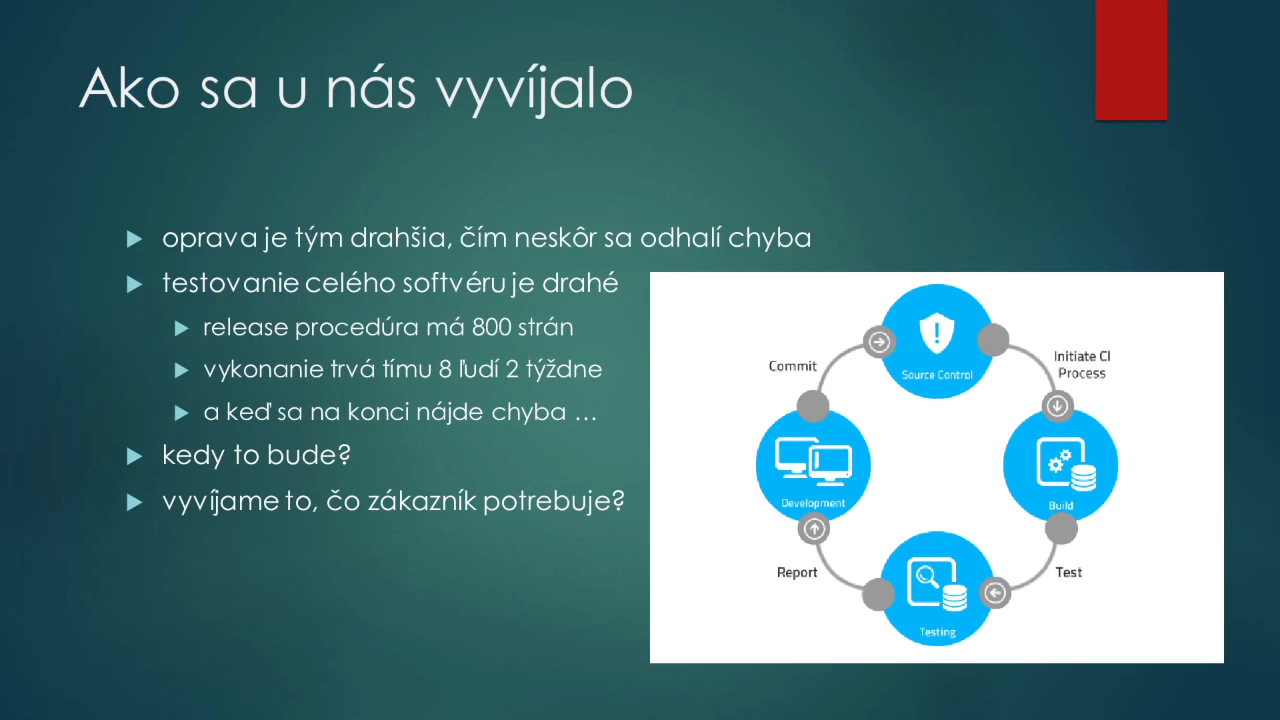 Ako sa u nás vyvíjalo
oprava je tým drahšia, čím neskôr sa odhalí chyba
testovanie celého softvéru je drahé
release procedúra má 800 strán
vykonanie trvá tímu 8 ľudí 2 týždne
a keď sa na konci nájde chyba …
kedy to bude?
vyvíjame to, čo zákazník potrebuje?
Source Control
Commit
Initiate CI
Process
Development
Build
Report
Test
Testing